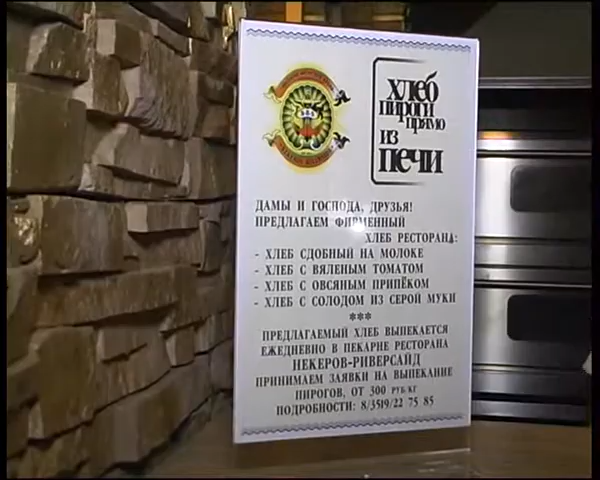 хлеб
пироги
прямо
из
печи
ДАМЫ И ГОСПОДА, ДРУЗЬЯ!
ПРЕДЛАГАЕМ ФИРМЕННЫЙ
ХЛЕБ РЕСТОРАНА:
- ХЛЕБ СДОБНЫЙ НА МОЛОКЕ
- ХЛЕБ С ВЯЛЕНЫМ ТОМАТОМ
- ХЛЕБ С ОВСЯНЫМ ПРИПЁКОМ
- ХЛЕБ С СОЛОДОМ ИЗ СЕРОЙ МУКИ
***
ПРЕДЛАГАЕМЫЙ ХЛЕБ ВЫПЕКАЕТСЯ
ЕЖЕДНЕВНО В ПЕКАРНЕ РЕСТОРАНА
НЕКЕРОВ-РИВЕРСАЙД
ПРИНИМАЕМ ЗАЯВКИ НА ВЫПЕКАНИЕ
ПИРОГОВ, ОТ 300 РУБ/КГ
ПОДРОБНОСТИ: 8/3519/22 75 85